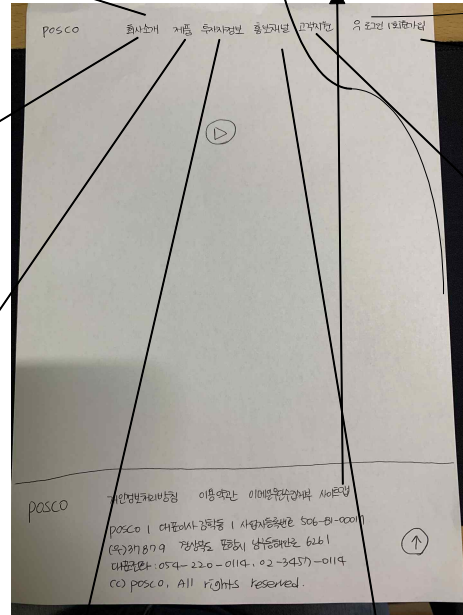 POSCO 회사소개 제품 투자자정보 홍보채널 고객지원 로그인 | 회원가입
POSCO 개인정보처리방침 이용약관 이메일무단수집거부 사이트맵
POSCO | 대표이사 김학동 | 사업자등록번호 506-81-00017
(우)37879 경상북도 포항시 남구동해안로 6261
대표전화 : 054-220-0114, 02-3457-0114
(C) POSCO, All rights reserved.